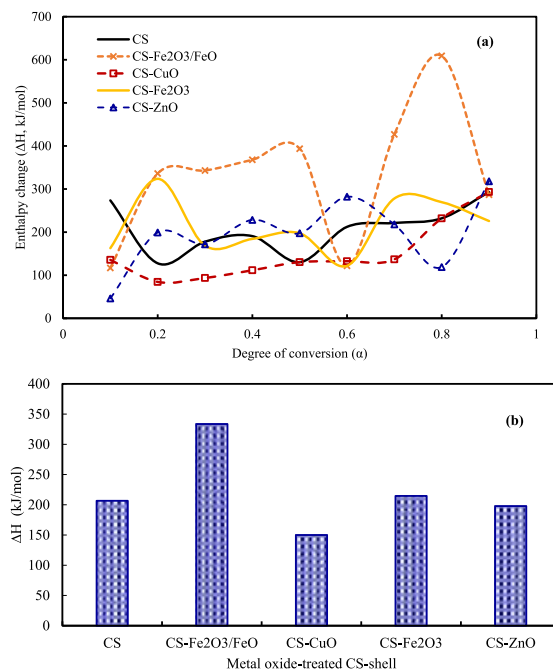 700
600
500
400
300
200
100
0
Enthalpy change (ΔH, kJ/mol)
CS
CS-Fe2O3/FeO
CS-CuO
CS-Fe2O3
CS-ZnO
(a)
0 0.2 0.4 0.6 0.8 1
Degree of conversion (α)
400
350
300
250
200
150
100
50
0
ΔH (kJ/mol)
(b)
CS CS-Fe2O3/FeO CS-CuO CS-Fe2O3 CS-ZnO
Metal oxide-treated CS-shell